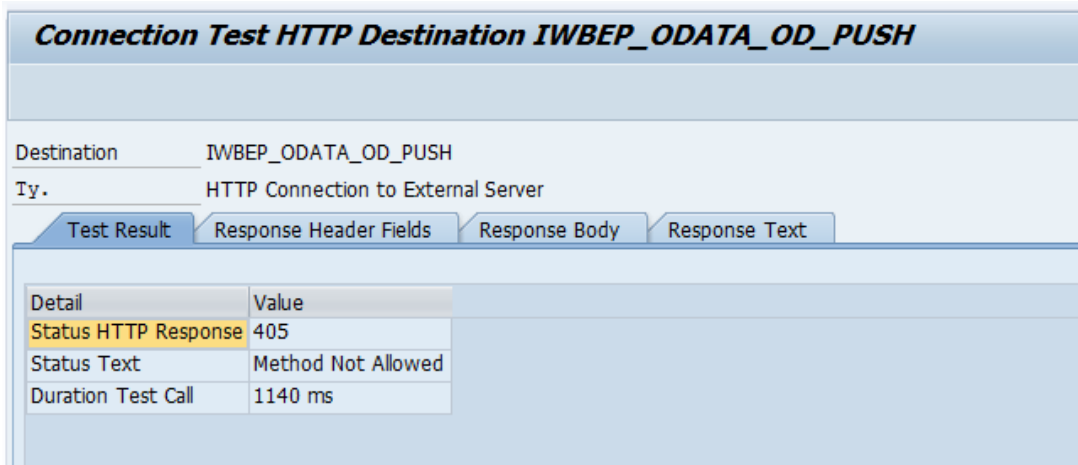 Connection Test HTTP Destination IWBEP_ODATA_OD_PUSH
Destination IWBEP_ODATA_OD_PUSH
Ty. HTTP Connection to External Server
Test Result Response Header Fields Response Body Response Text
Detail Value
Status HTTP Response 405
Status Text Method Not Allowed
Duration Test Call 1140 ms